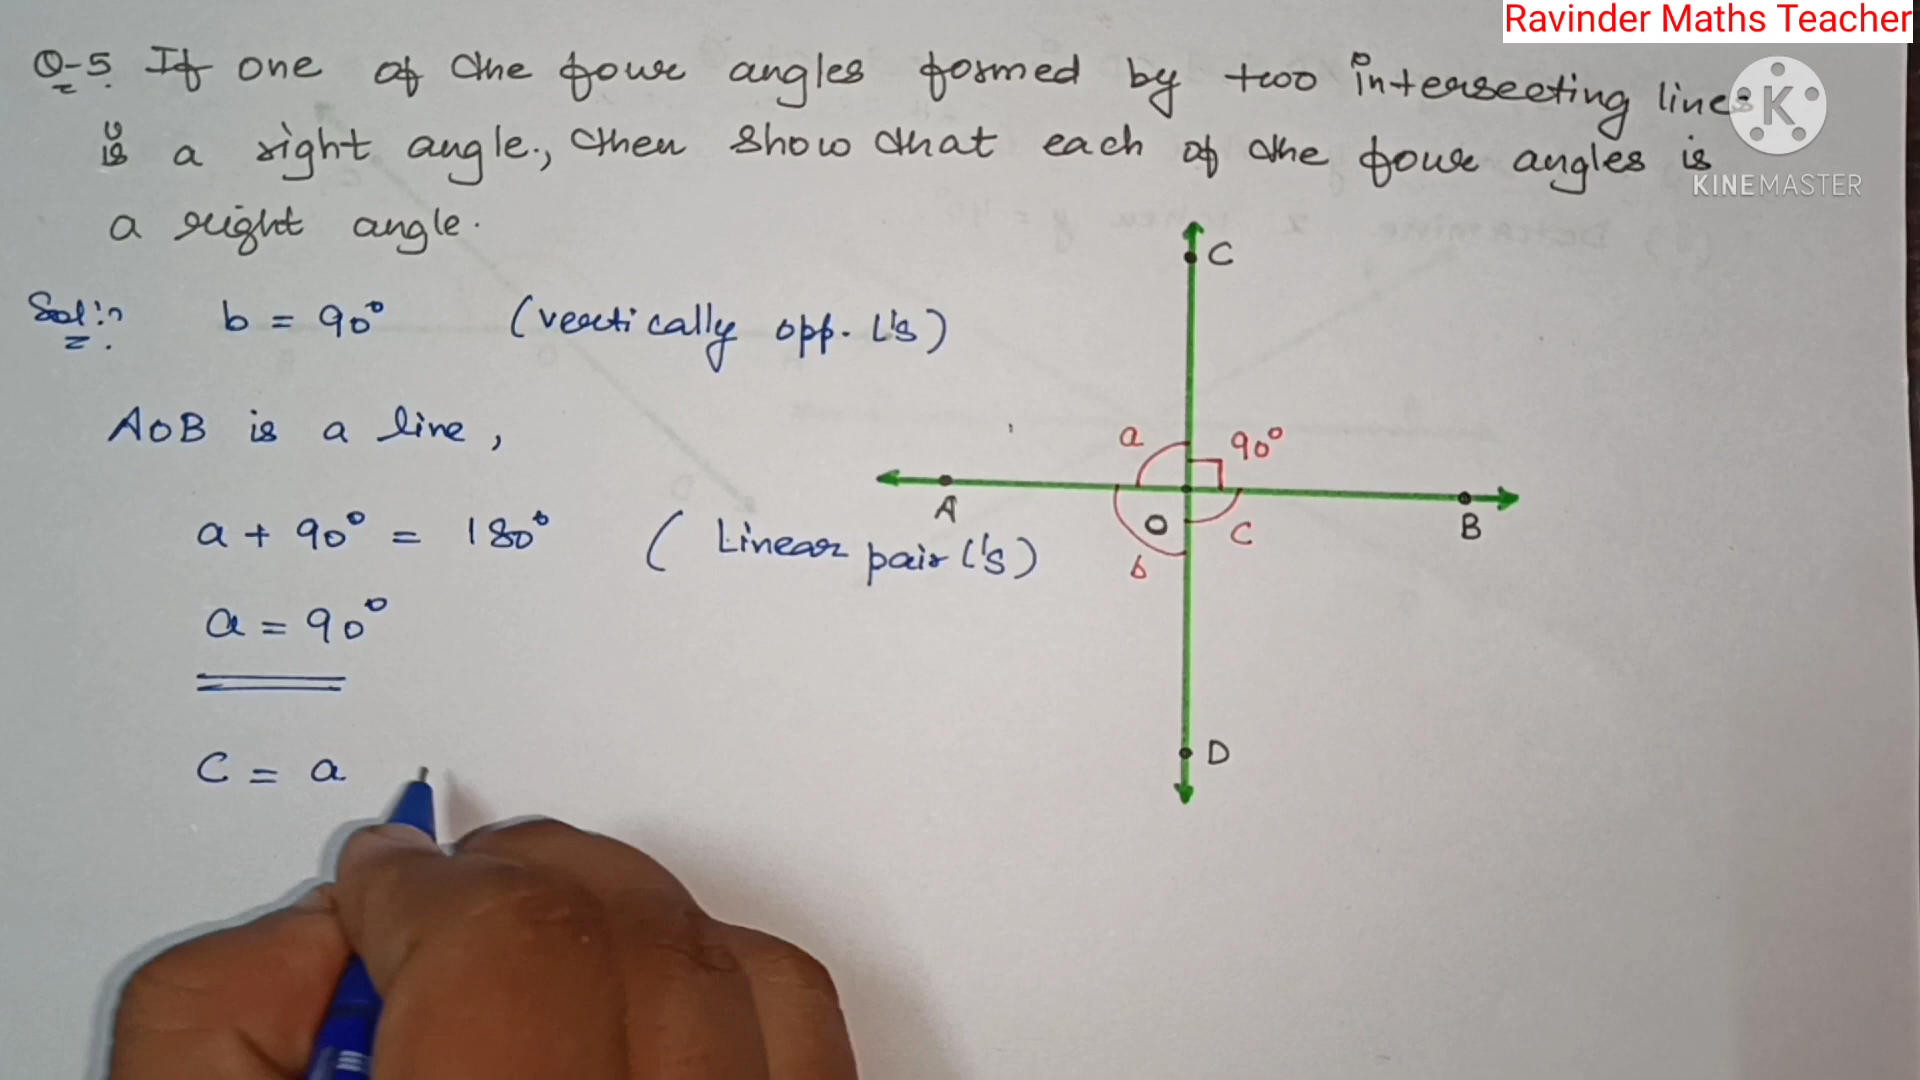 Ravinder Maths Teacher
Q-5. If one of the four angles formed by two intersecting lines
is a right angle., then show that each of the four angles is
a right angle.
K
KINEMASTER
Sol:n b = 90° (vertically opp. ∠'s)
AOB is a line,
a + 90° = 180° ( Linear pair ∠'s)
a = 90°
C = a
C
a 90°
A O C B
b
D